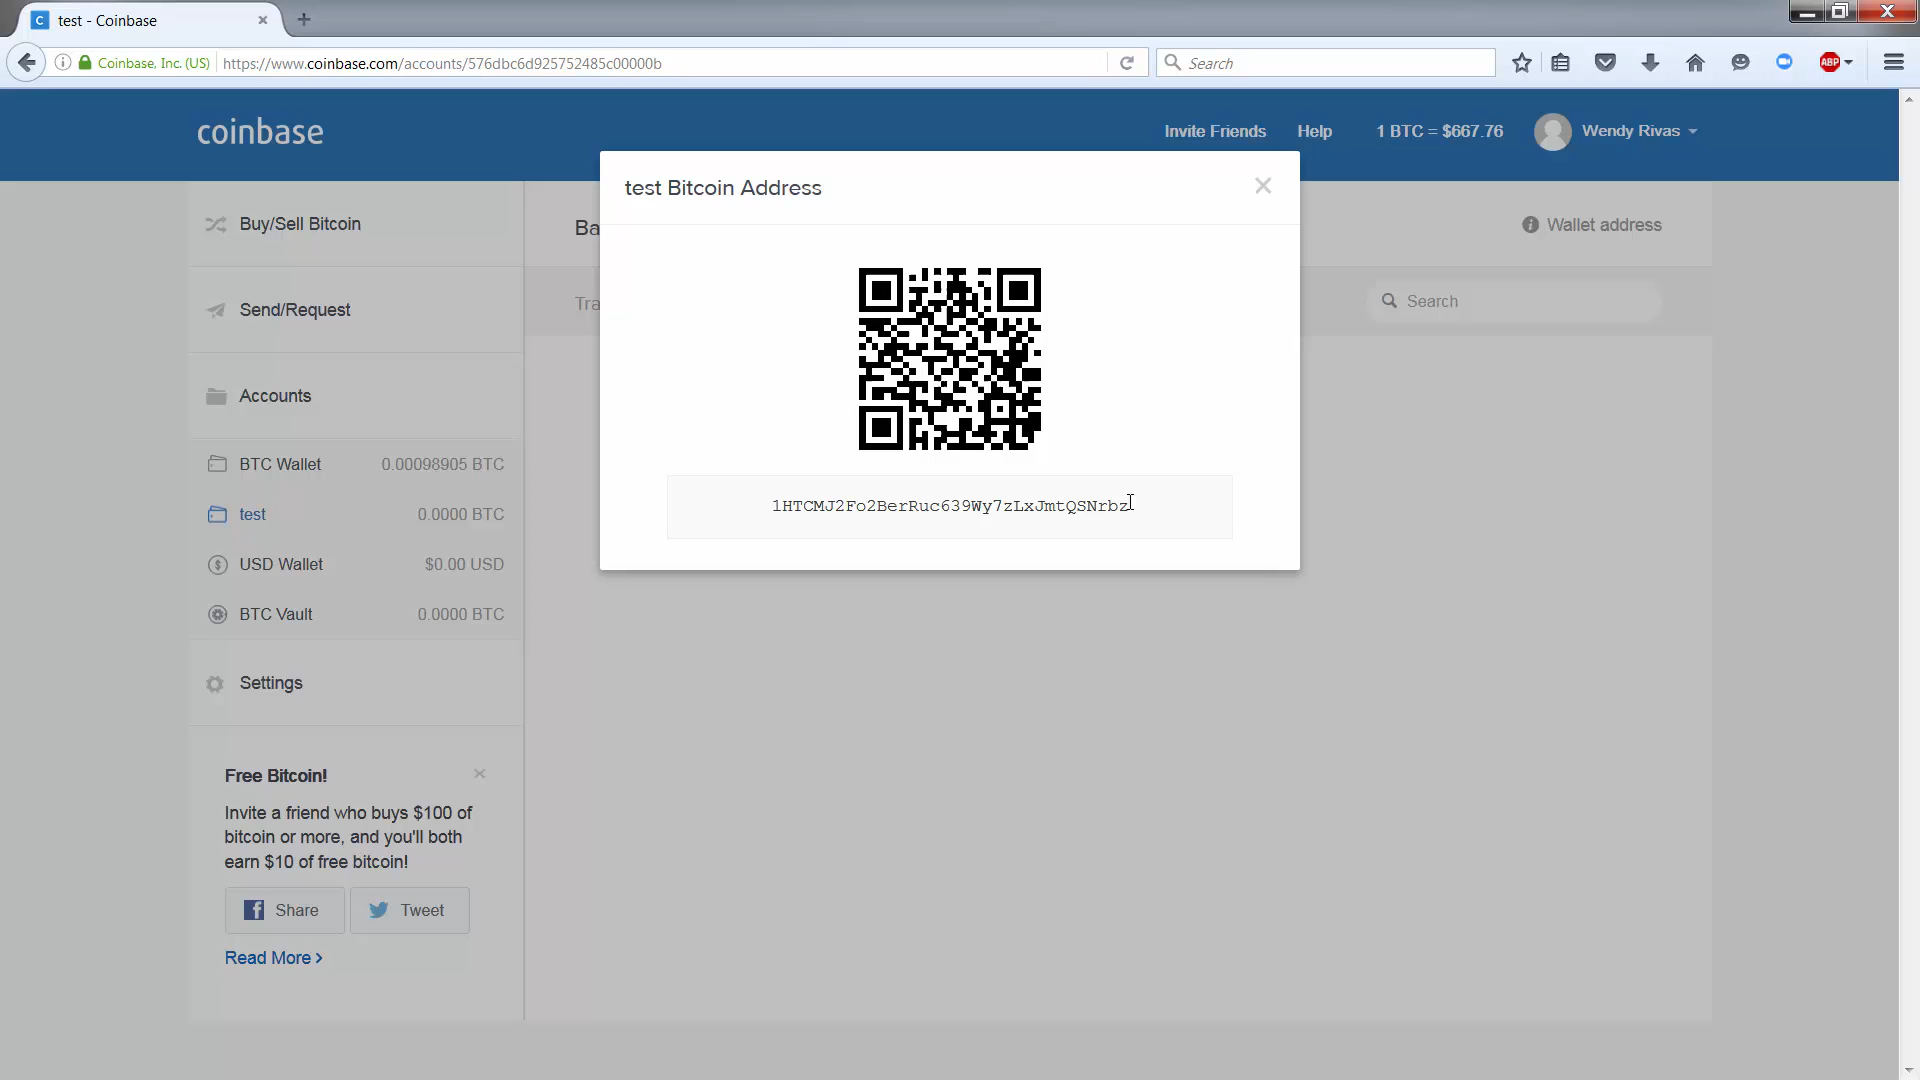 test - Coinbase
Coinbase, Inc. (US)
https://www.coinbase.com/accounts/576dbc6d925752485c00000b
Search
ABP
coinbase
Invite Friends
Help
1 BTC = $667.76
Wendy Rivas
test Bitcoin Address
Buy/Sell Bitcoin
Ba
Wallet address
Send/Request
Tra
Search
Accounts
BTC Wallet 0.00098905 BTC
test 0.0000 BTC
1HTCMJ2Fo2BerRuc639Wy7zLxJmtQSNrbz
USD Wallet $0.00 USD
BTC Vault 0.0000 BTC
Settings
Free Bitcoin!
Invite a friend who buys $100 of
bitcoin or more, and you'll both
earn $10 of free bitcoin!
Share
Tweet
Read More >